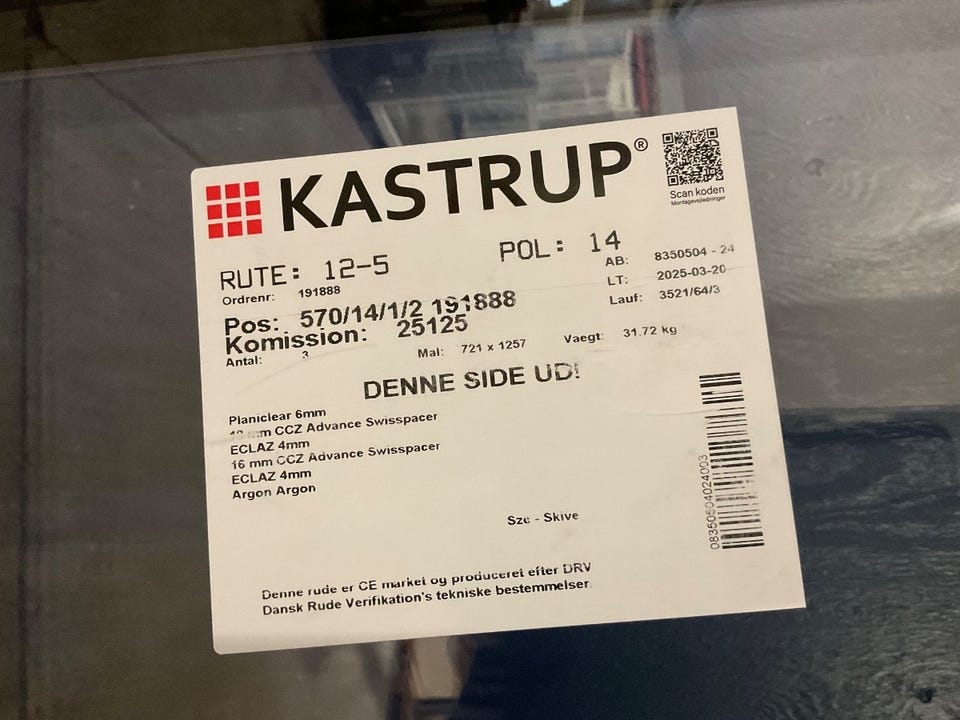 KASTRUP®
Scan koden
Montagevejledninger
RUTE: 12-5
POL: 14
Ordrenr: 191888
AB: 8350504 - 24
LT: 2025-03-20
Lauf: 3521/64/3
Pos: 570/14/1/2 191888
Komission: 25125
Antal: 3
Mal: 721 x 1257
Vaegt: 31.72 kg
DENNE SIDE UD!
Planiclear 6mm
mm CCZ Advance Swisspacer
ECLAZ 4mm
16 mm CCZ Advance Swisspacer
ECLAZ 4mm
Argon Argon
- Skive
08350504024003
Denne rude er CE market og produceret efter DRV
Dansk Rude Verifikation's tekniske bestemmelser